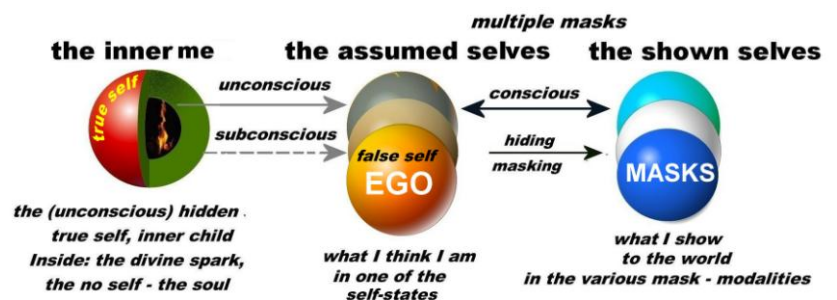 multiple masks
the inner me
the assumed selves
the shown selves
true self
unconscious
subconscious
conscious
hiding
masking
false self
EGO
MASKS
the (unconscious) hidden
true self, inner child
Inside: the divine spark,
the no self - the soul
what I think I am
in one of the
self-states
what I show
to the world
in the various mask - modalities